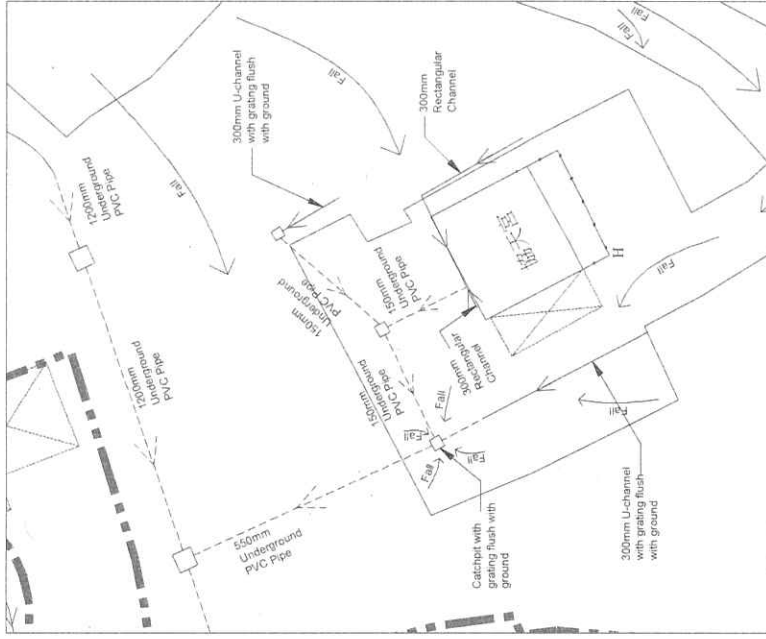 Fall
Fall
Fall
300mm U-channel
with grating flush
with ground
300mm
Rectangular
Channel
Fall
1200mm
Underground
PVC Pipe
150mm
Underground
PVC Pipe
150mm
Underground
PVC Pipe
天后
H
Fall
1200mm
Underground
PVC Pipe
150mm
Underground
PVC Pipe
300mm
Rectangular
Channel
Fall
Fall
Fall
Fall
Fall
550mm
Underground
PVC Pipe
Catchpit with
grating flush with
ground
300mm U-channel
with grating flush
with ground